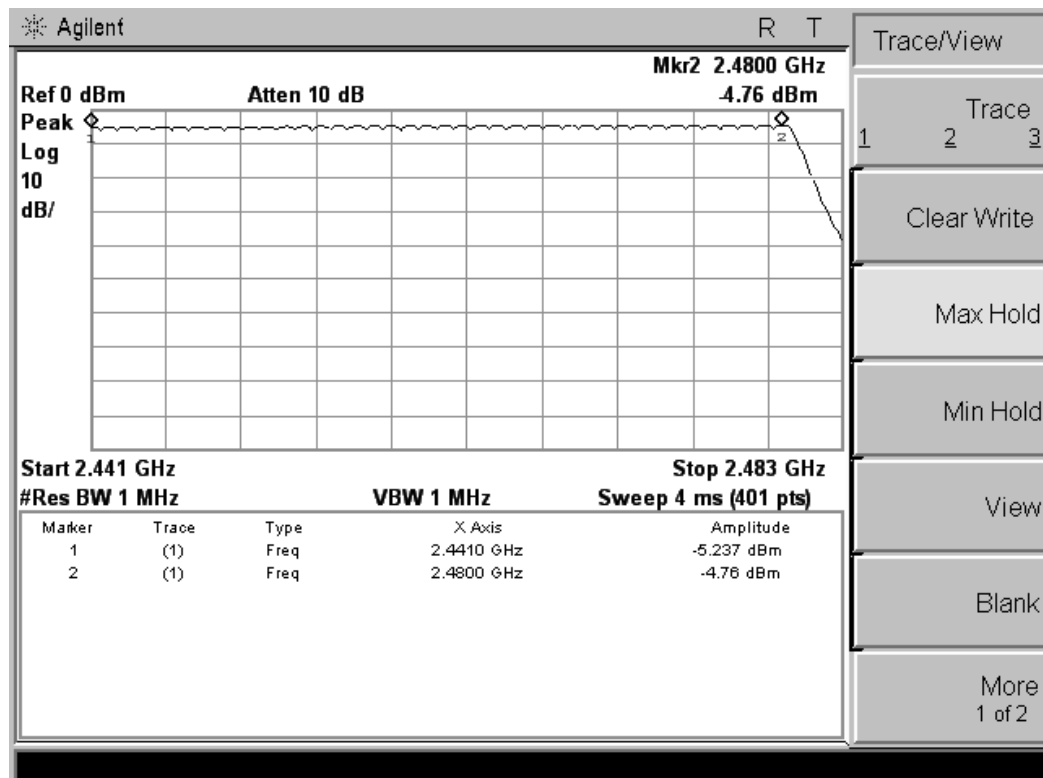 Agilent R T
Mkr2 2.4800 GHz
Ref 0 dBm Atten 10 dB -4.76 dBm
Peak
Log
10
dB/
1
2
Start 2.441 GHz Stop 2.483 GHz
#Res BW 1 MHz VBW 1 MHz Sweep 4 ms (401 pts)
Marker Trace Type X Axis Amplitude
1 (1) Freq 2.4410 GHz -5.237 dBm
2 (1) Freq 2.4800 GHz -4.76 dBm
Trace/View
Trace
1 2 3
Clear Write
Max Hold
Min Hold
View
Blank
More
1 of 2